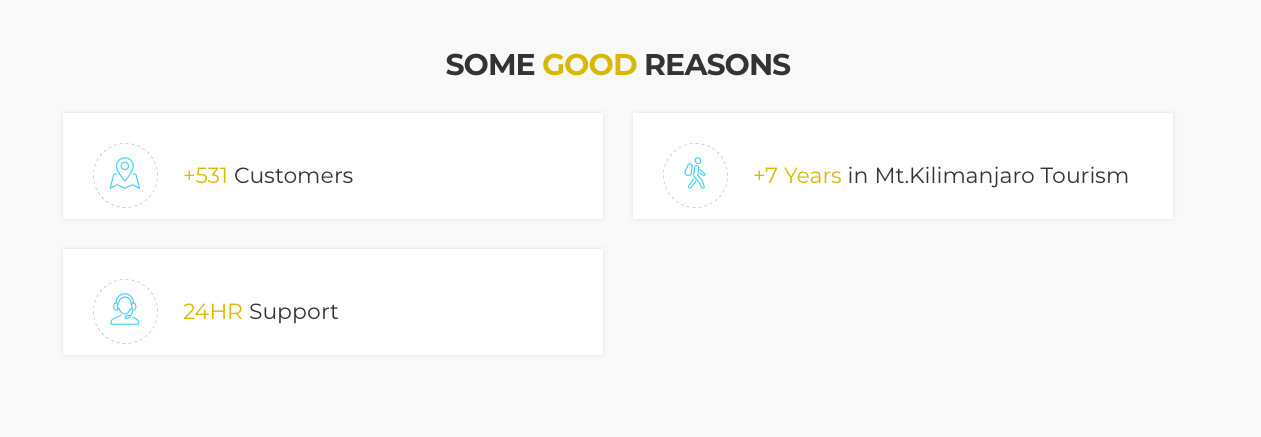 SOME GOOD REASONS
+531 Customers
+7 Years in Mt.Kilimanjaro Tourism
24HR Support